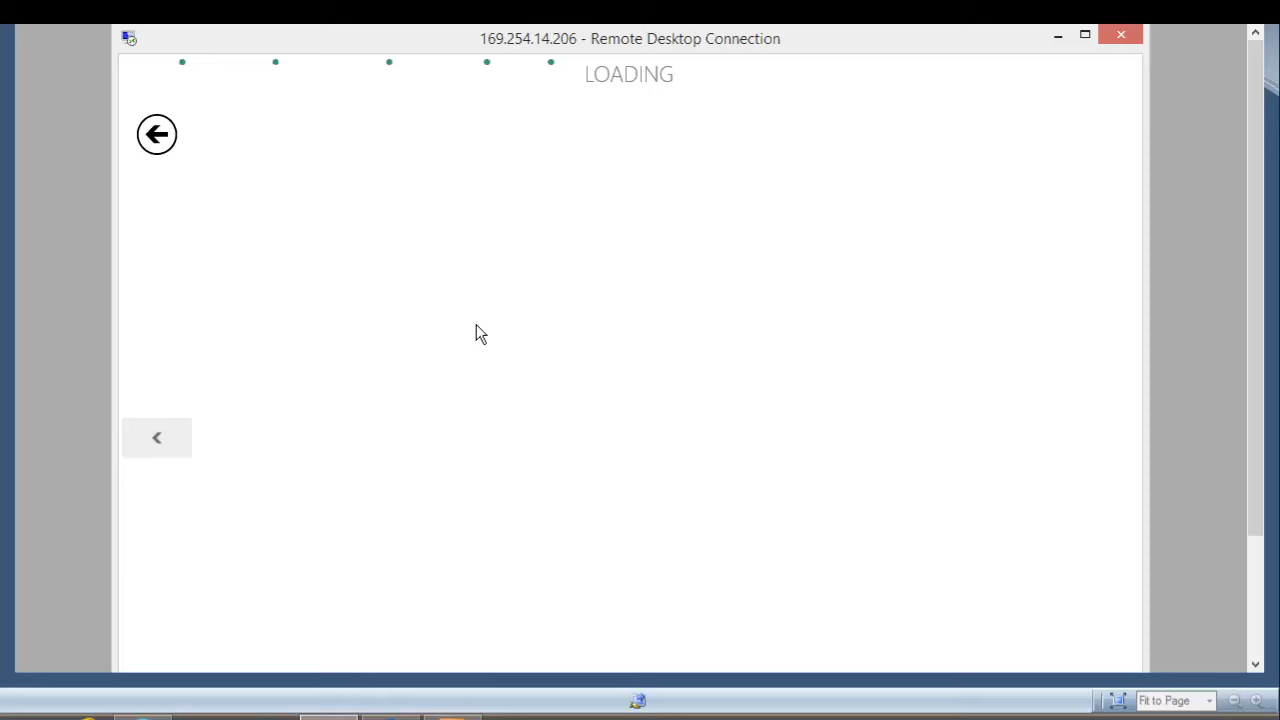 169.254.14.206 - Remote Desktop Connection
LOADING
Fit to Page